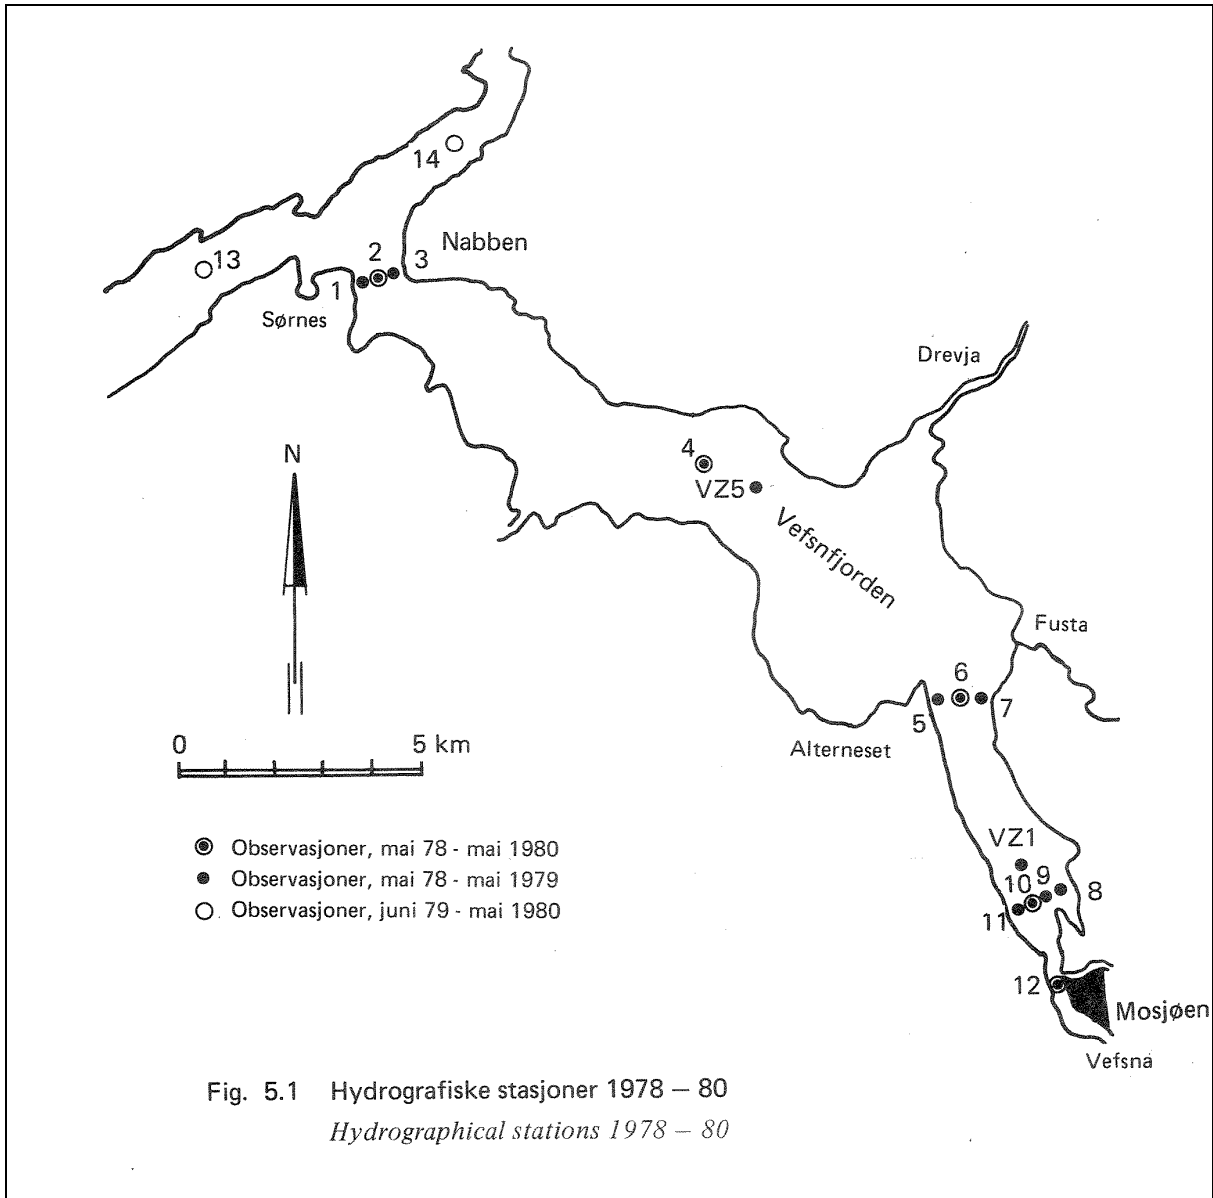 14
Nabben
2
3
13
1
Sørnes
Drevja
N
4
VZ5
Vefsnfjorden
Fusta
6
5
7
Alterneset
0 5 km
VZ1
10 9
8
11
12
Mosjøen
Vefsna
Observasjoner, mai 78 - mai 1980
Observasjoner, mai 78 - mai 1979
Observasjoner, juni 79 - mai 1980
Fig. 5.1 Hydrografiske stasjoner 1978 – 80
Hydrographical stations 1978 – 80